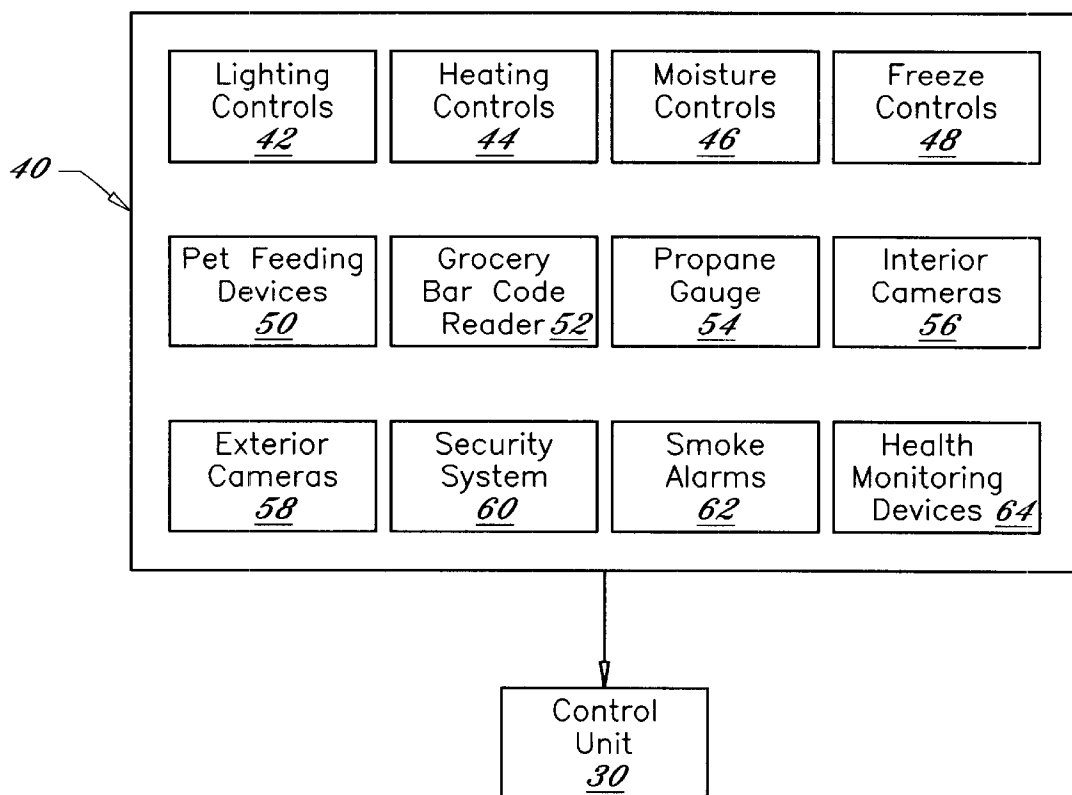 Lighting
Controls
42
Heating
Controls
44
Moisture
Controls
46
Freeze
Controls
48
40
Pet Feeding
Devices
50
Grocery
Bar Code
Reader 52
Propane
Gauge
54
Interior
Cameras
56
Exterior
Cameras
58
Security
System
60
Smoke
Alarms
62
Health
Monitoring
Devices 64
Control
Unit
30